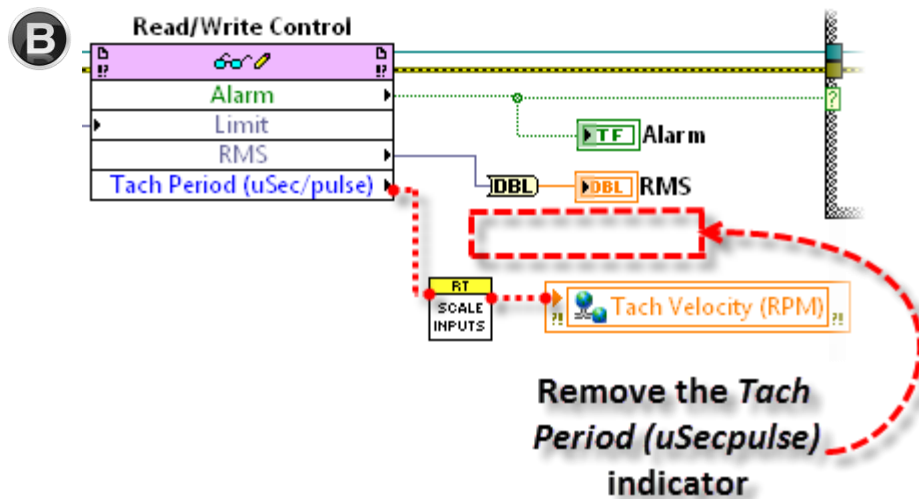 B
Read/Write Control
Alarm
Limit
RMS
Tach Period (uSec/pulse)
?
TF Alarm
DBL DBL RMS
RT
SCALE
INPUTS
?! Tach Velocity (RPM) ?!
Remove the Tach
Period (uSecpulse)
indicator